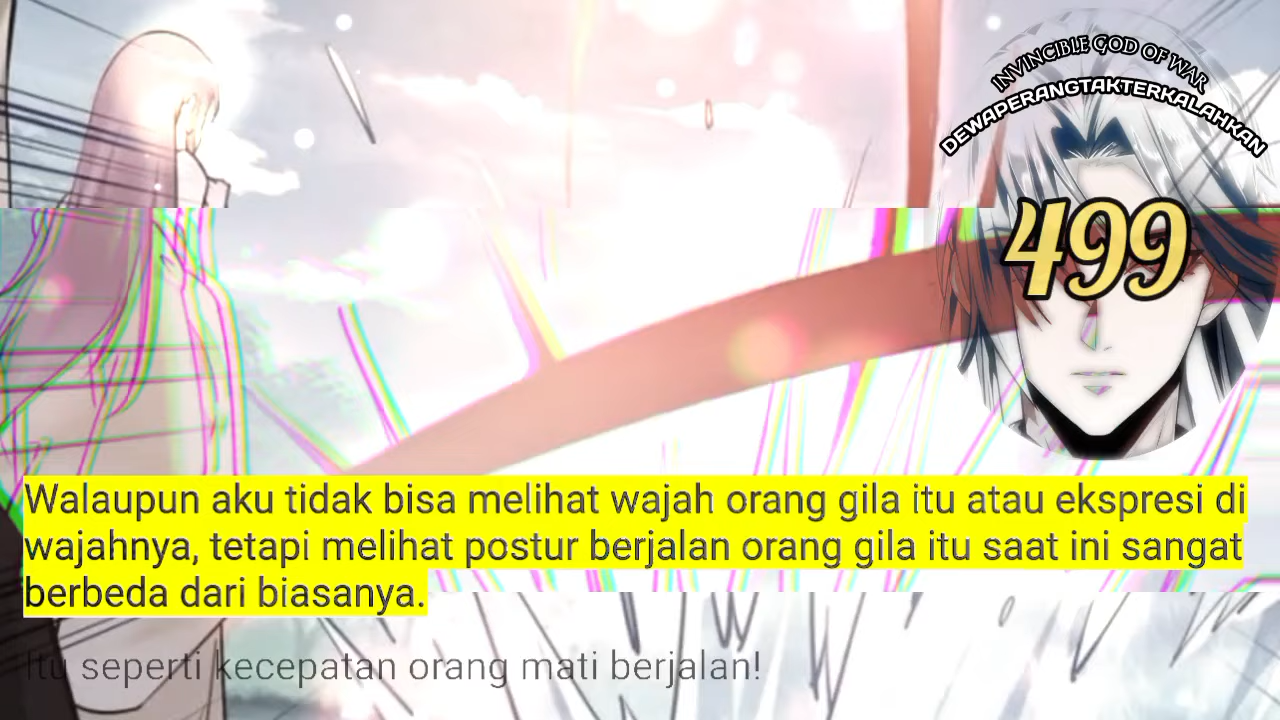 INVINCIBLE GOD OF WAR
DEWAPERANGTAKTERKALAHKAN
499
Walaupun aku tidak bisa melihat wajah orang gila itu atau ekspresi di
wajahnya, tetapi melihat postur berjalan orang gila itu saat ini sangat
berbeda dari biasanya.
Itu seperti kecepatan orang mati berjalan!